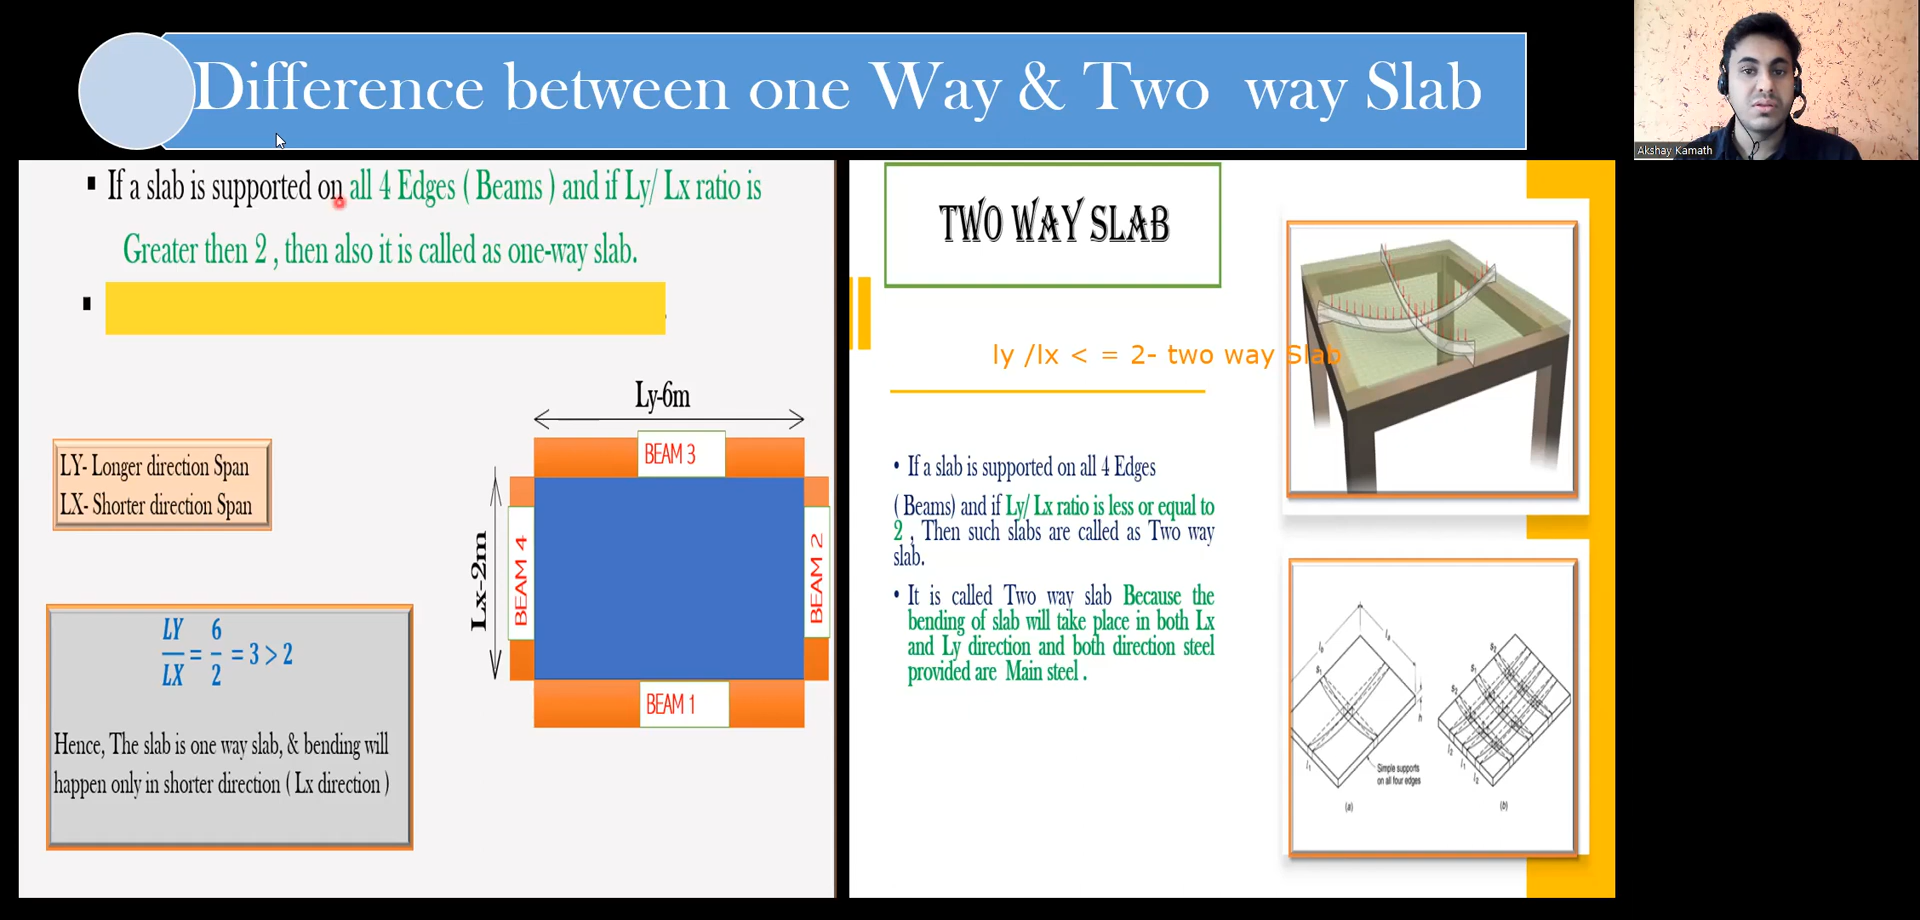 Difference between one Way & Two way Slab
Akshay Kamath
▪ If a slab is supported on all 4 Edges ( Beams ) and if Ly/ Lx ratio is
Greater then 2 , then also it is called as one-way slab.
Ly-6m
BEAM 3
LY- Longer direction Span
LX- Shorter direction Span
Lx-2m
BEAM 4
BEAM 2
BEAM 1
LY/LX = 6/2 = 3 > 2
Hence, The slab is one way slab, & bending will
happen only in shorter direction ( Lx direction )
TWO WAY SLAB
ly /lx < = 2- two way Slab
• If a slab is supported on all 4 Edges
( Beams) and if Ly/ Lx ratio is less or equal to
2 , Then such slabs are called as Two way
slab.
• It is called Two way slab Because the
bending of slab will take place in both Lx
and Ly direction and both direction steel
provided are Main steel .
Simple supports
on all four edges
(a)
(b)